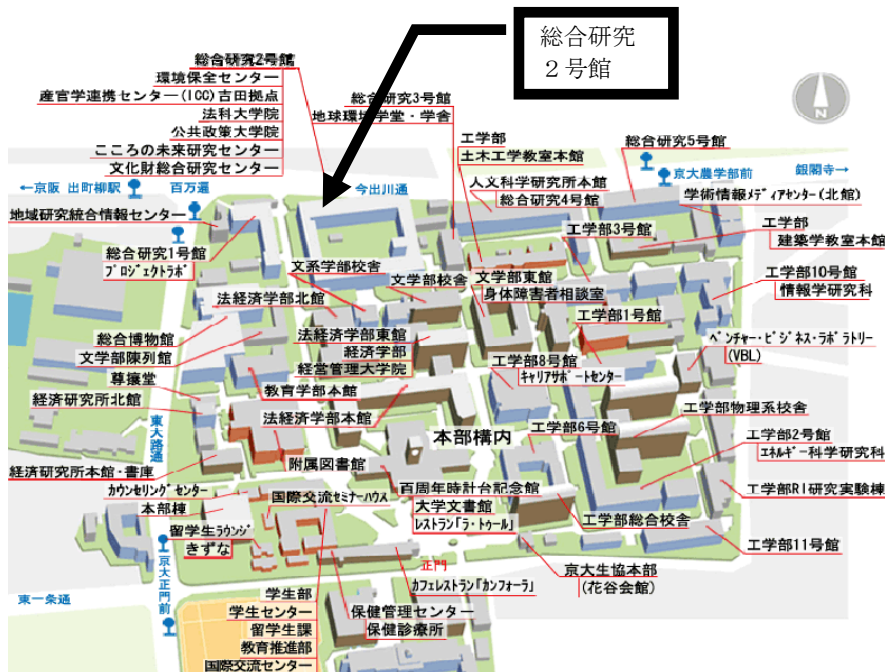 総合研究
２号館
総合研究2号館
環境保全センター
産官学連携センター(ICC)吉田拠点
法科大学院
公共政策大学院
こころの未来研究センター
文化財総合研究センター
総合研究3号館
地球環境学堂・学舎
工学部
土木工学教室本館
総合研究5号館
N
人文科学研究所本館
総合研究4号館
京大農学部前
銀閣寺→
学術情報メディアセンター(北館)
←京阪 出町柳駅
百万遍
今出川通
地域研究統合情報センター
工学部3号館
工学部
建築学教室本館
総合研究1号館
プロジェクトラボ
文系学部校舎
文学部校舎
文学部東館
身体障害者相談室
工学部10号館
情報学研究科
法経済学部北館
工学部1号館
総合博物館
文学部陳列館
法経済学部東館
経済学部
経営管理大学院
ベンチャー・ビジネス・ラボラトリー
(VBL)
尊攘堂
工学部8号館
キャリアサポートセンター
経済研究所北館
教育学部本館
法経済学部本館
工学部物理系校舎
東大路通
本部構内
工学部6号館
工学部2号館
エネルギー科学研究科
経済研究所本館・書庫
附属図書館
カウンセリングセンター
百周年時計台記念館
大学文書館
レストラン「ラ・トゥール」
工学部RI研究実験棟
国際交流セミナーハウス
本部棟
工学部総合校舎
留学生ラウンジ
きずな
工学部11号館
正門
京大正門前
カフェレストラン「カンフォーラ」
京大生協本部
(花谷会館)
東一条通
学生部
学生センター
留学生課
教育推進部
国際交流センター
保健管理センター
保健診療所